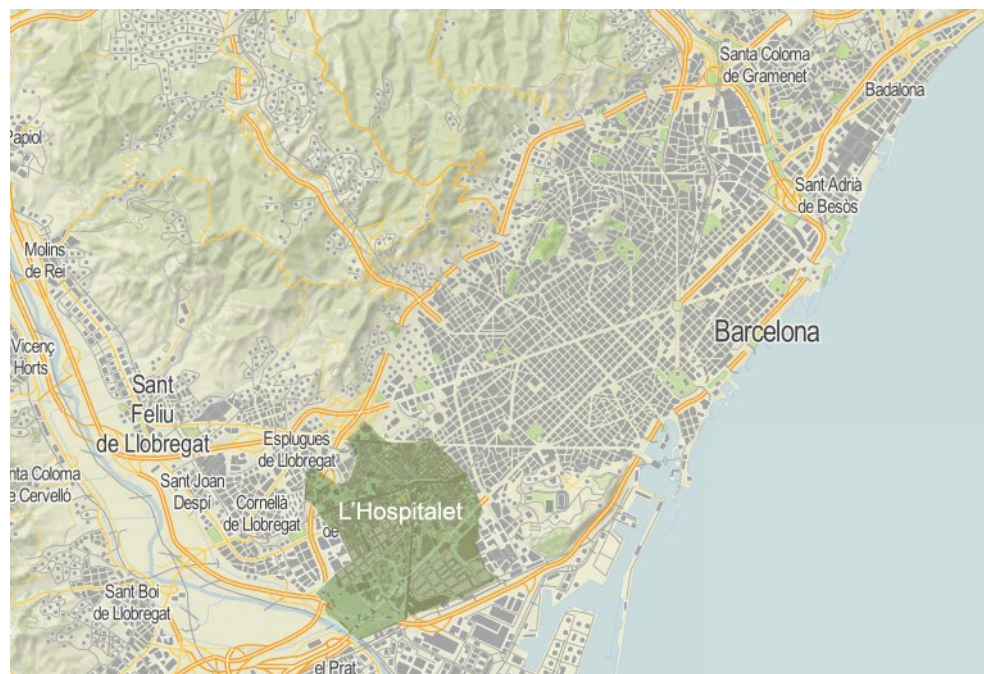 Santa Coloma
de Gramenet
Badalona
Papiol
Sant Adrià
de Besòs
Molins
de Rei
Barcelona
Vicenç
Horts
Sant
Feliu
de Llobregat
Esplugues
de Llobregat
nta Coloma
e Cervelló
Sant Joan
Despí
Cornellà
de Llobregat
L'Hospitalet
de
Sant Boi
de Llobregat
el Prat